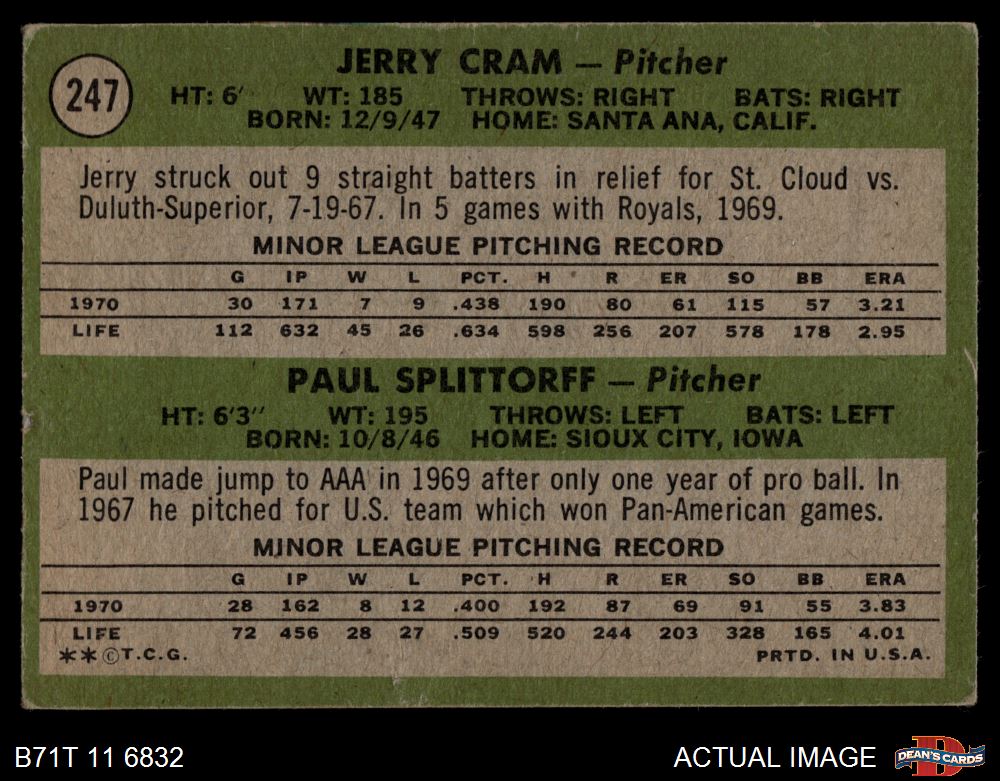 247
JERRY CRAM — Pitcher
HT: 6′ WT: 185 THROWS: RIGHT BATS: RIGHT
BORN: 12/9/47 HOME: SANTA ANA, CALIF.
Jerry struck out 9 straight batters in relief for St. Cloud vs.
Duluth-Superior, 7-19-67. In 5 games with Royals, 1969.
MINOR LEAGUE PITCHING RECORD
G IP W L PCT. H R ER SO BB ERA
1970 30 171 7 9 .438 190 80 61 115 57 3.21
LIFE 112 632 45 26 .634 598 256 207 578 178 2.95
PAUL SPLITTORFF — Pitcher
HT: 6′3″ WT: 195 THROWS: LEFT BATS: LEFT
BORN: 10/8/46 HOME: SIOUX CITY, IOWA
Paul made jump to AAA in 1969 after only one year of pro ball. In
1967 he pitched for U.S. team which won Pan-American games.
MINOR LEAGUE PITCHING RECORD
G IP W L PCT. H R ER SO BB ERA
1970 28 162 8 12 .400 192 87 69 91 55 3.83
LIFE 72 456 28 27 .509 520 244 203 328 165 4.01
**©T.C.G. PRTD. IN U.S.A.
B71T 11 6832 ACTUAL IMAGE D DEAN'S CARDS